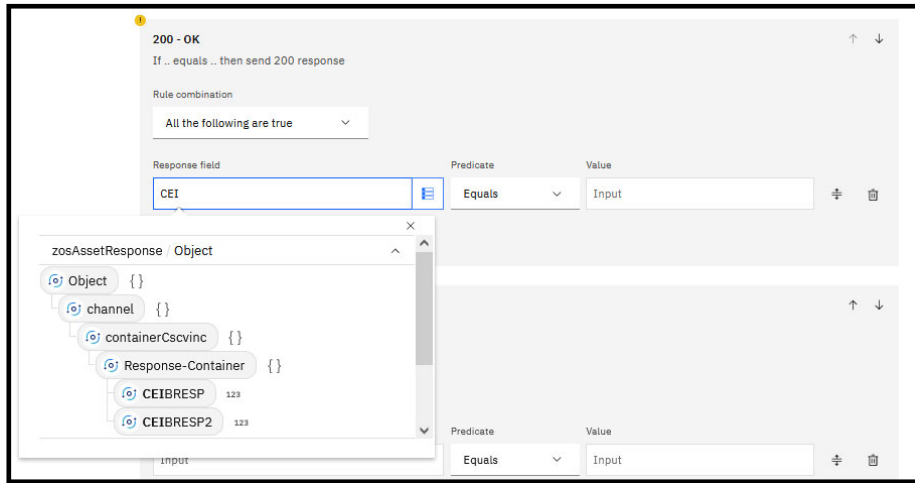 200 - OK
If .. equals .. then send 200 response
Rule combination
All the following are true
Response field Predicate Value
CEI Equals Input
zosAssetResponse / Object
Object { }
channel { }
containerCscvinc { }
Response-Container { }
CEIBRESP 123
CEIBRESP2 123
Predicate Value
Input Equals Input